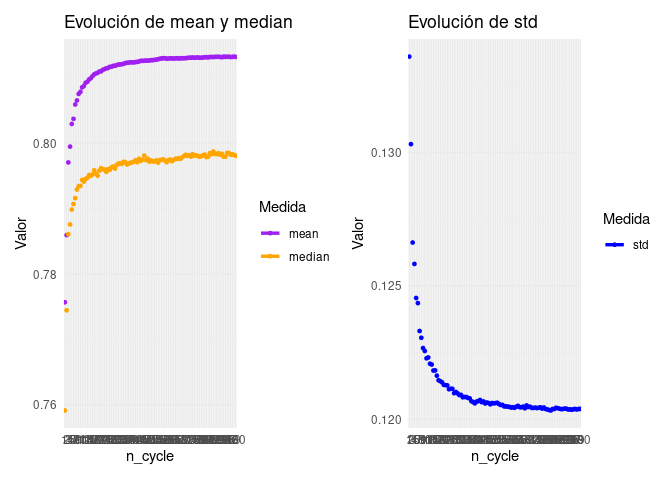 Evolución de mean y median
Evolución de std
Valor
0.80
0.78
0.76
n_cycle
Medida
mean
median
Valor
0.130
0.125
0.120
n_cycle
Medida
std